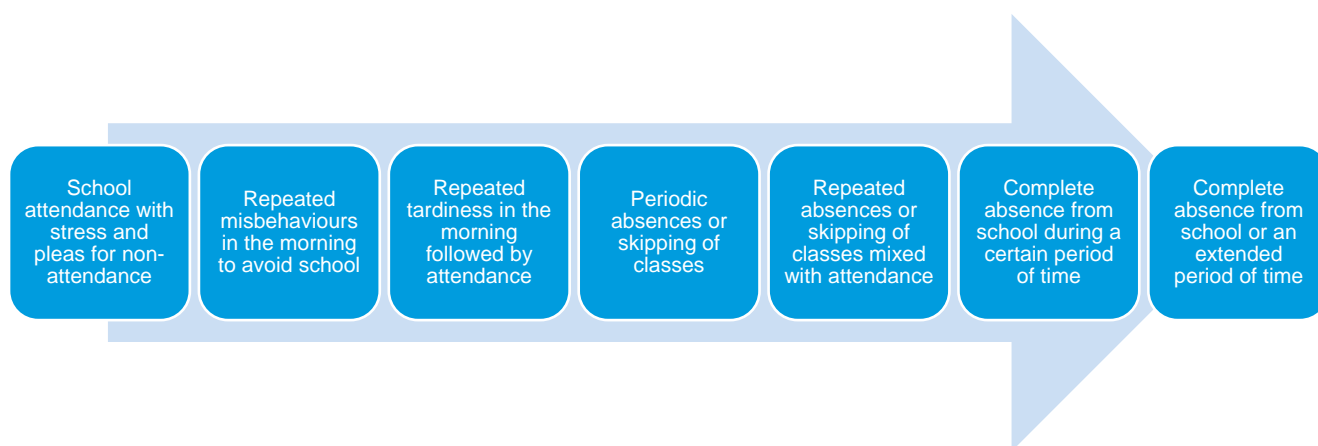 School
attendance with
stress and
pleas for non-
attendance
Repeated
misbehaviours
in the morning
to avoid school
Repeated
tardiness in the
morning
followed by
attendance
Periodic
absences or
skipping of
classes
Repeated
absences or
skipping of
classes mixed
with attendance
Complete
absence from
school during a
certain period
of time
Complete
absence from
school or an
extended
period of time